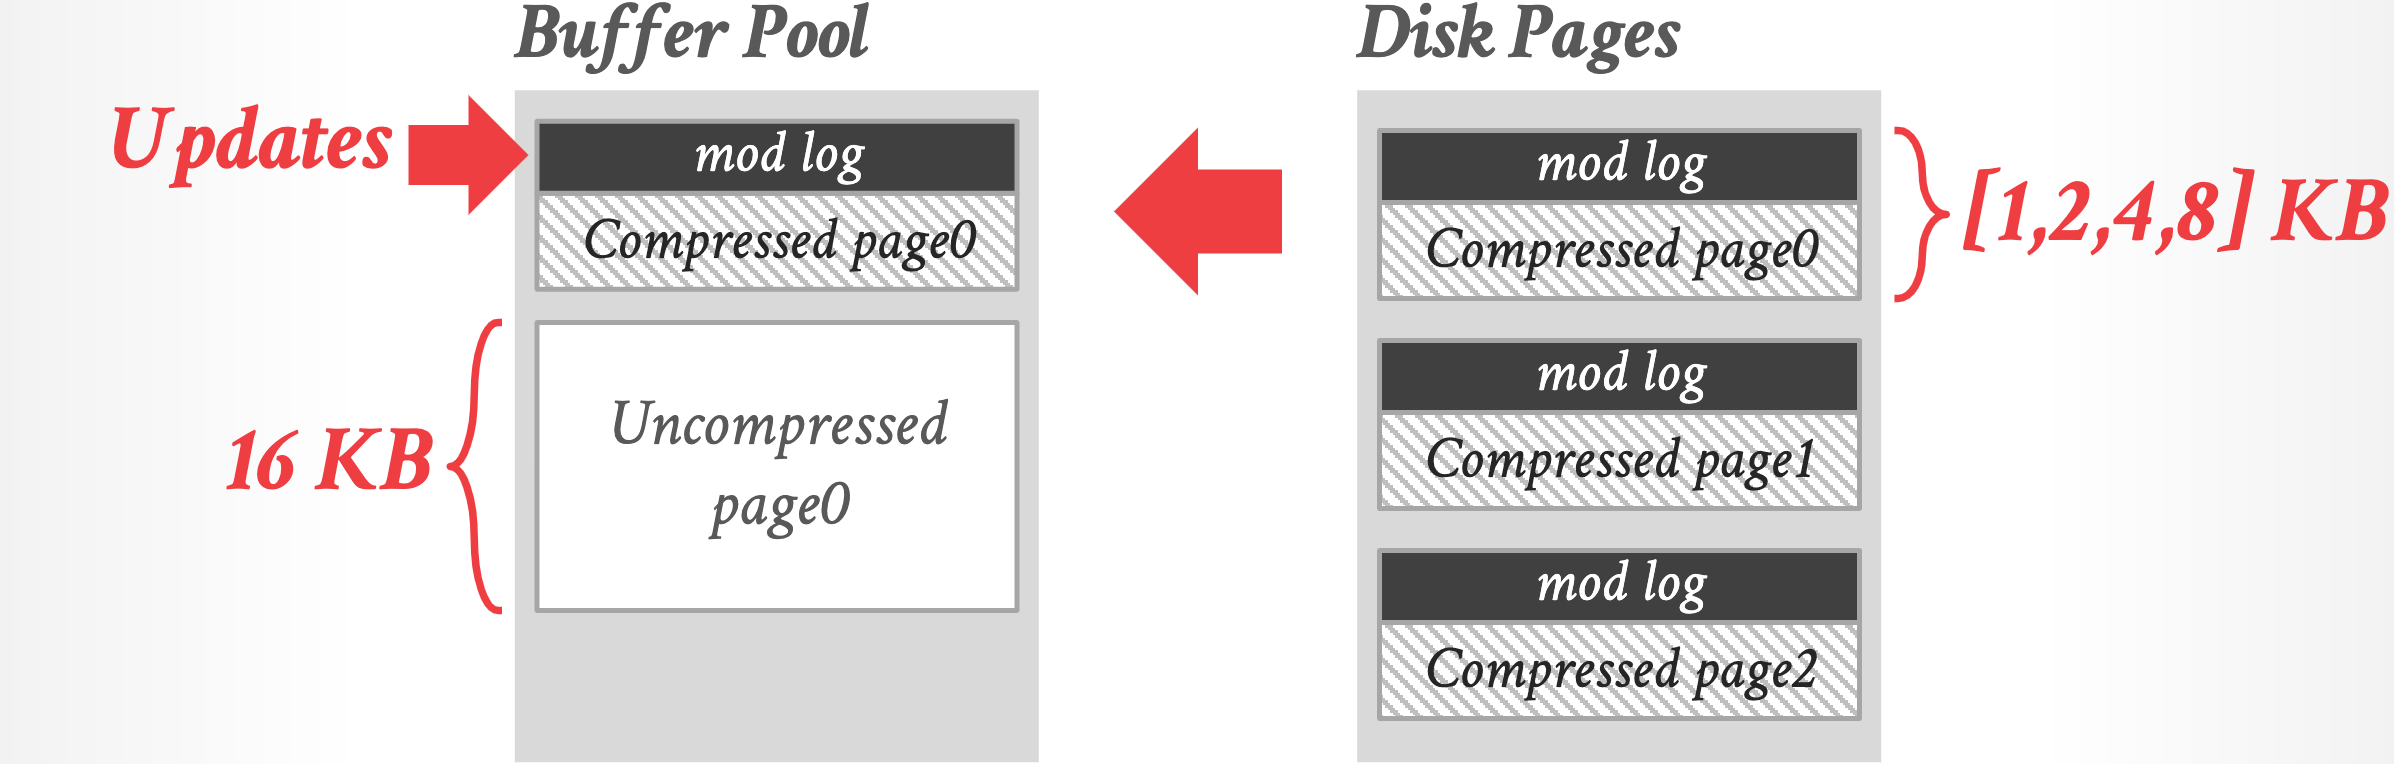 Buffer Pool
Updates
mod log
Compressed page0
16 KB
Uncompressed
page0
Disk Pages
mod log
Compressed page0
[1,2,4,8] KB
mod log
Compressed page1
mod log
Compressed page2